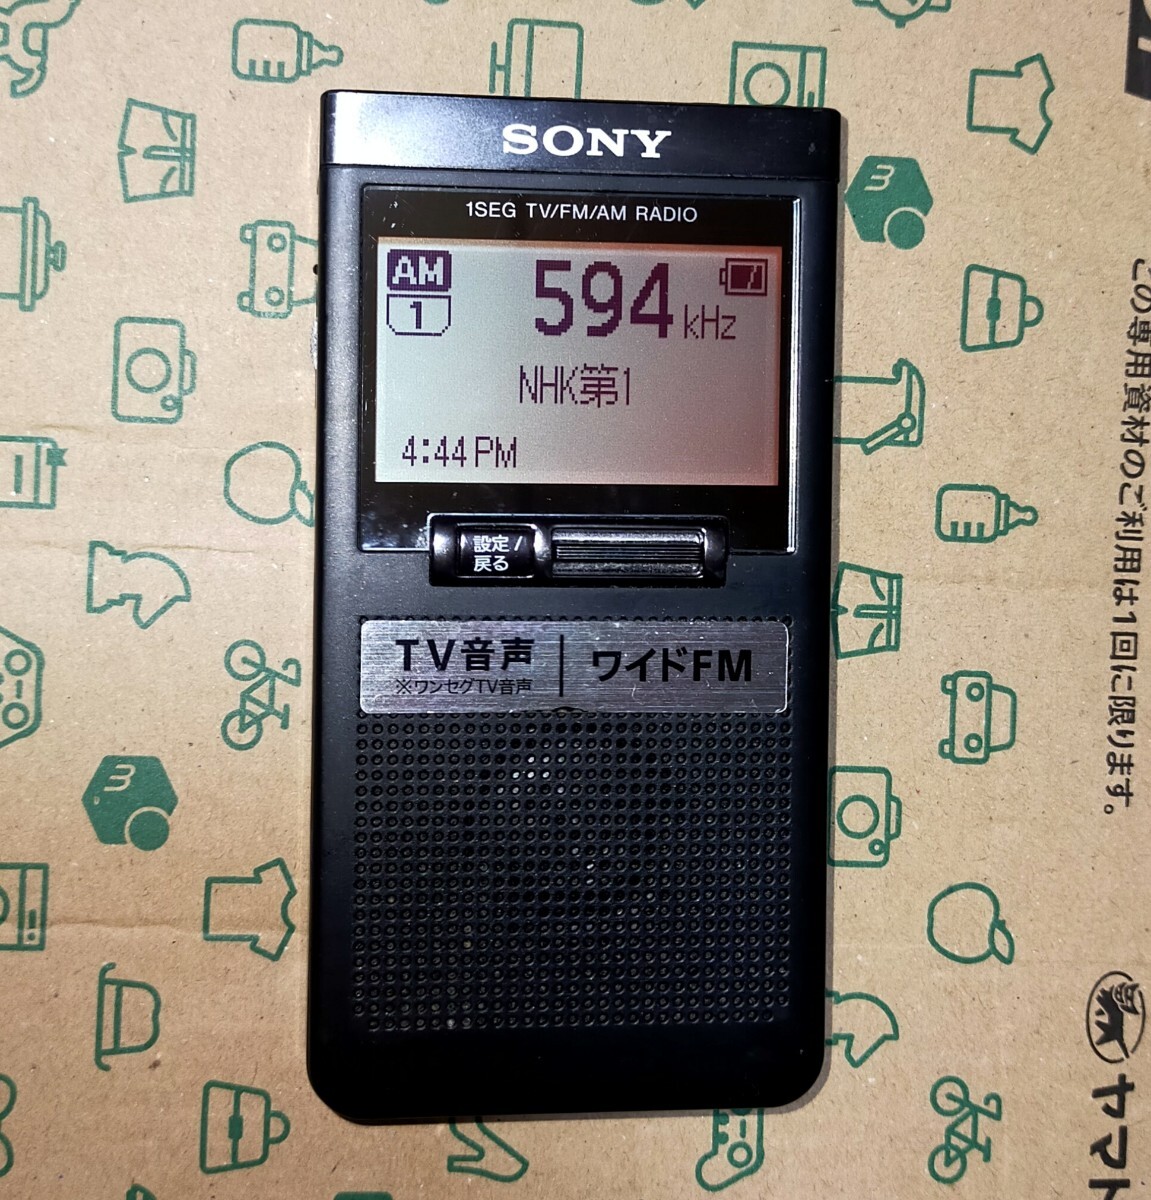 SONY
1SEG TV/FM/AM RADIO
AM
594 kHz
1
NHK第1
4:44 PM
設定/
戻る
TV音声
※ワンセグTV音声
ワイドFM
m
m
この専用資材のご利用は1回に限ります。
ヤマト